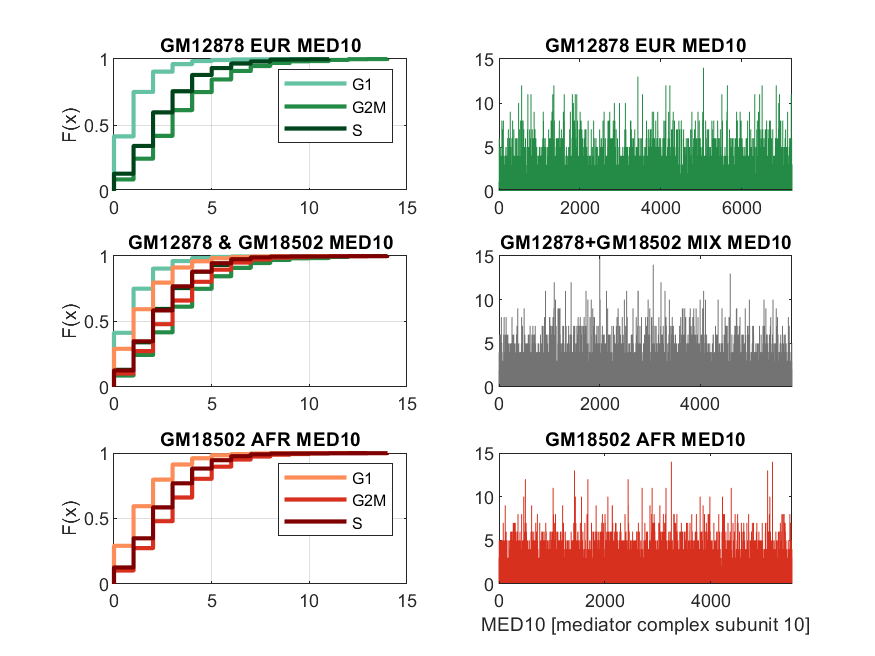 GM12878 EUR MED10
F(x)
1
0.5
0
0 5 10 15
G1
G2M
S
GM12878 EUR MED10
15
10
5
0
0 2000 4000 6000
GM12878 & GM18502 MED10
F(x)
1
0.5
0
0 5 10 15
GM12878+GM18502 MIX MED10
15
10
5
0
0 2000 4000
GM18502 AFR MED10
F(x)
1
0.5
0
0 5 10 15
G1
G2M
S
GM18502 AFR MED10
15
10
5
0
0 2000 4000
MED10 [mediator complex subunit 10]